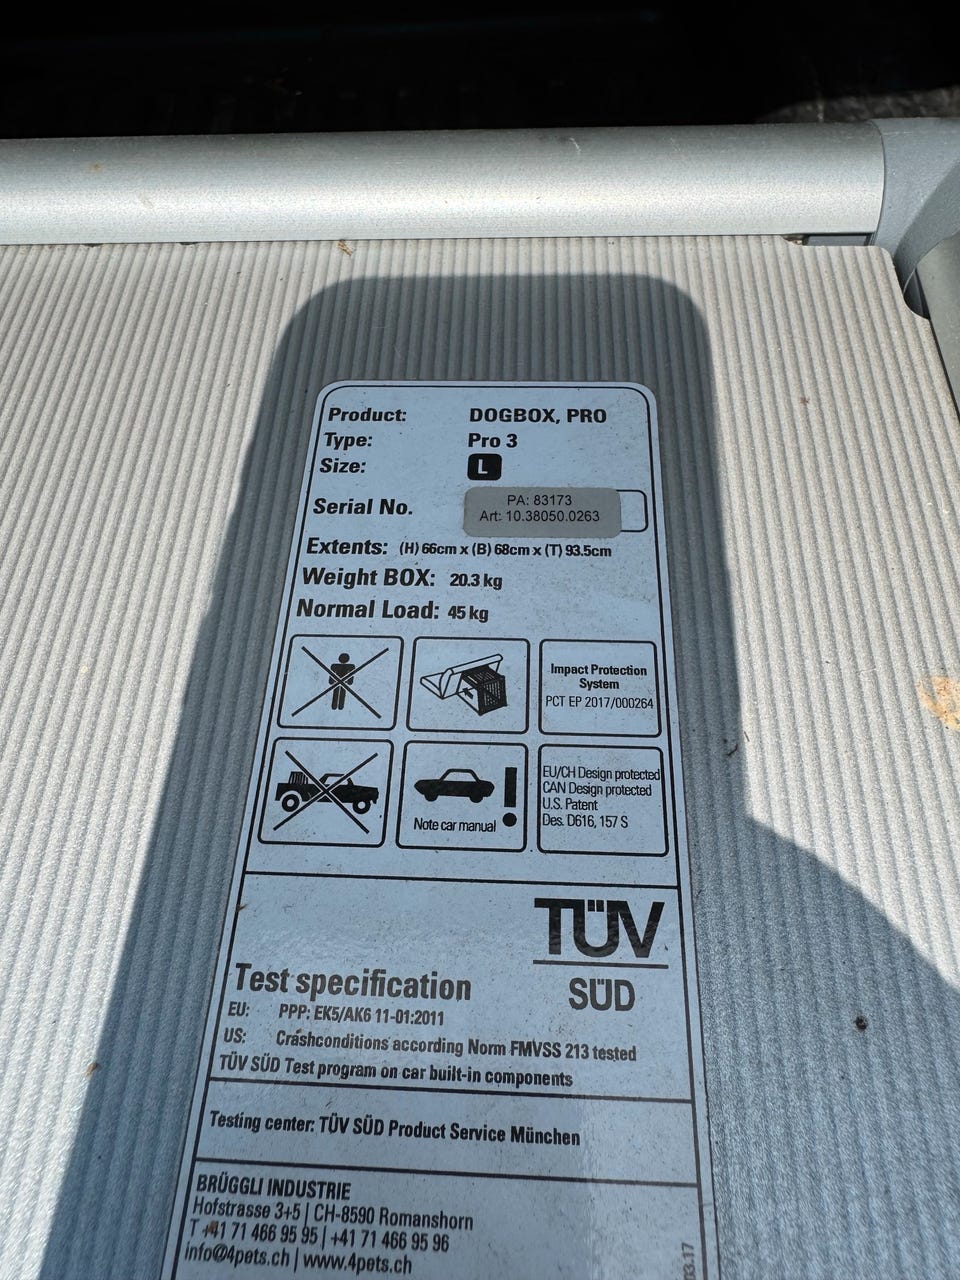 Product: DOGBOX, PRO
Type: Pro 3
Size: L
Serial No. PA: 83173
Art: 10.38050.0263
Extents: (H) 66cm x (B) 68cm x (T) 93.5cm
Weight BOX: 20.3 kg
Normal Load: 45 kg
Impact Protection
System
PCT EP 2017/000264
Note car manual
EU/CH Design protected
CAN Design protected
U.S. Patent
Des. D616, 157 S
TÜV
SÜD
Test specification
EU: PPP: EK5/AK6 11-01:2011
US: Crashconditions according Norm FMVSS 213 tested
TÜV SÜD Test program on car built-in components
Testing center: TÜV SÜD Product Service München
BRÜGGLI INDUSTRIE
Hofstrasse 3+5 | CH-8590 Romanshorn
T +41 71 466 95 95 | +41 71 466 95 96
info@4pets.ch | www.4pets.ch